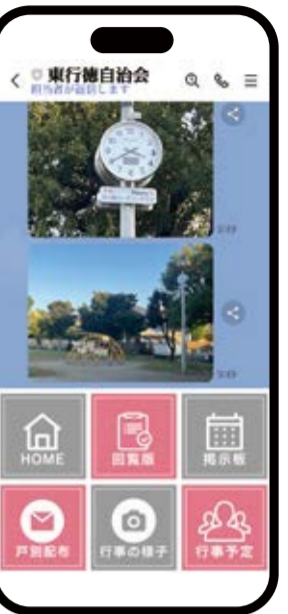 東行徳自治会
担当者が返信します
HOME
回覧版
掲示板
戸別配布
行事の様子
行事予定